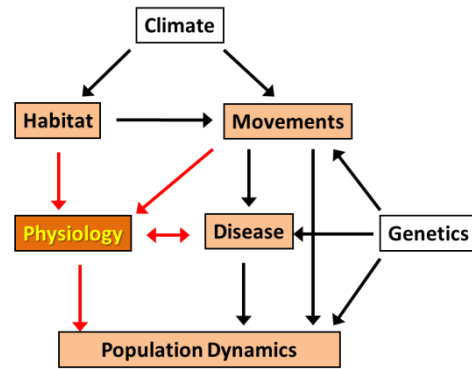 Climate
Habitat
Movements
Physiology
Disease
Genetics
Population Dynamics